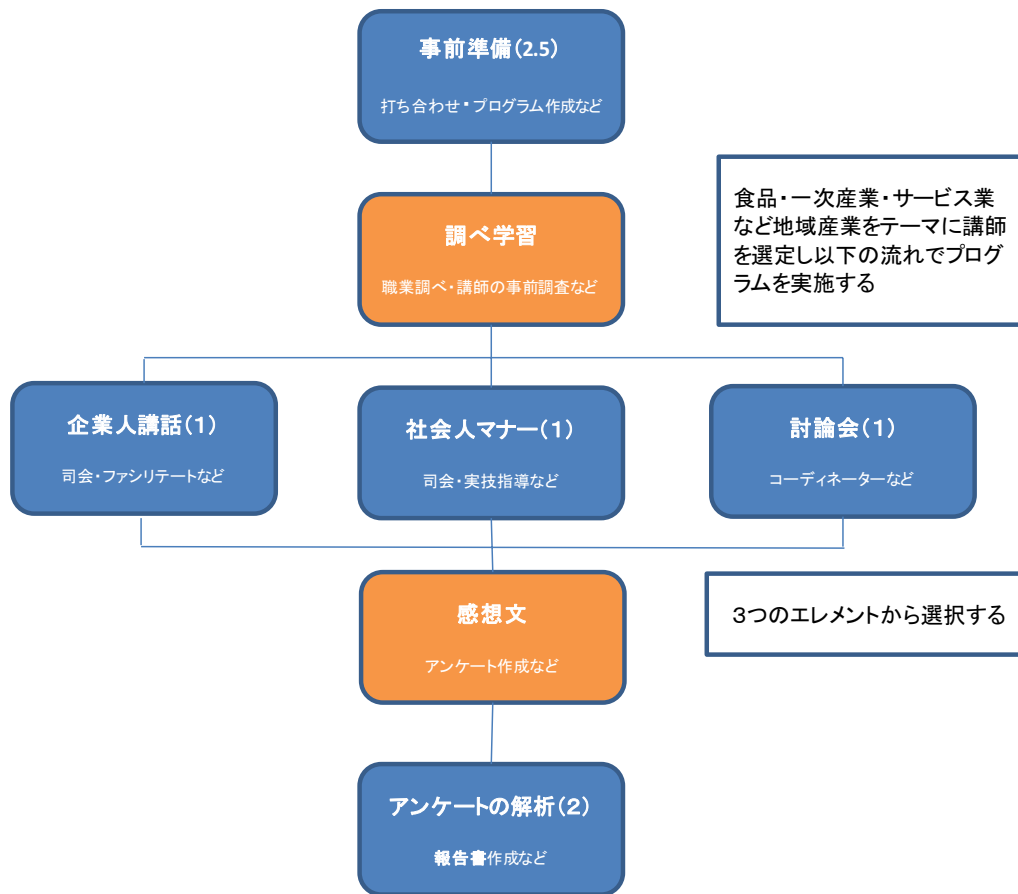 事前準備(2.5)
打ち合わせ・プログラム作成など
食品・一次産業・サービス業
など地域産業をテーマに講師
を選定し以下の流れでプログ
ラムを実施する
調べ学習
職業調べ・講師の事前調査など
企業人講話(1)
司会・ファシリテートなど
社会人マナー(1)
司会・実技指導など
討論会(1)
コーディネーターなど
感想文
アンケート作成など
3つのエレメントから選択する
アンケートの解析(2)
報告書作成など